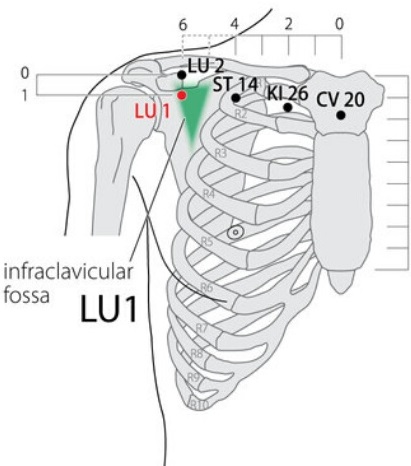 6 4 2 0
0
1
LU 2
ST 14
KI 26
CV 20
LU 1
R2
R3
R4
R5
R6
R7
R8
R9
R10
infraclavicular
fossa
LU1